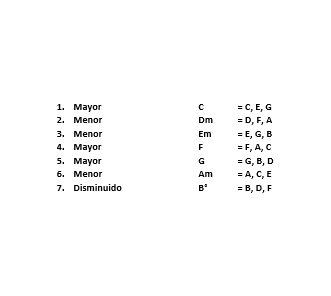 1. Mayor C = C, E, G
2. Menor Dm = D, F, A
3. Menor Em = E, G, B
4. Mayor F = F, A, C
5. Mayor G = G, B, D
6. Menor Am = A, C, E
7. Disminuido B° = B, D, F